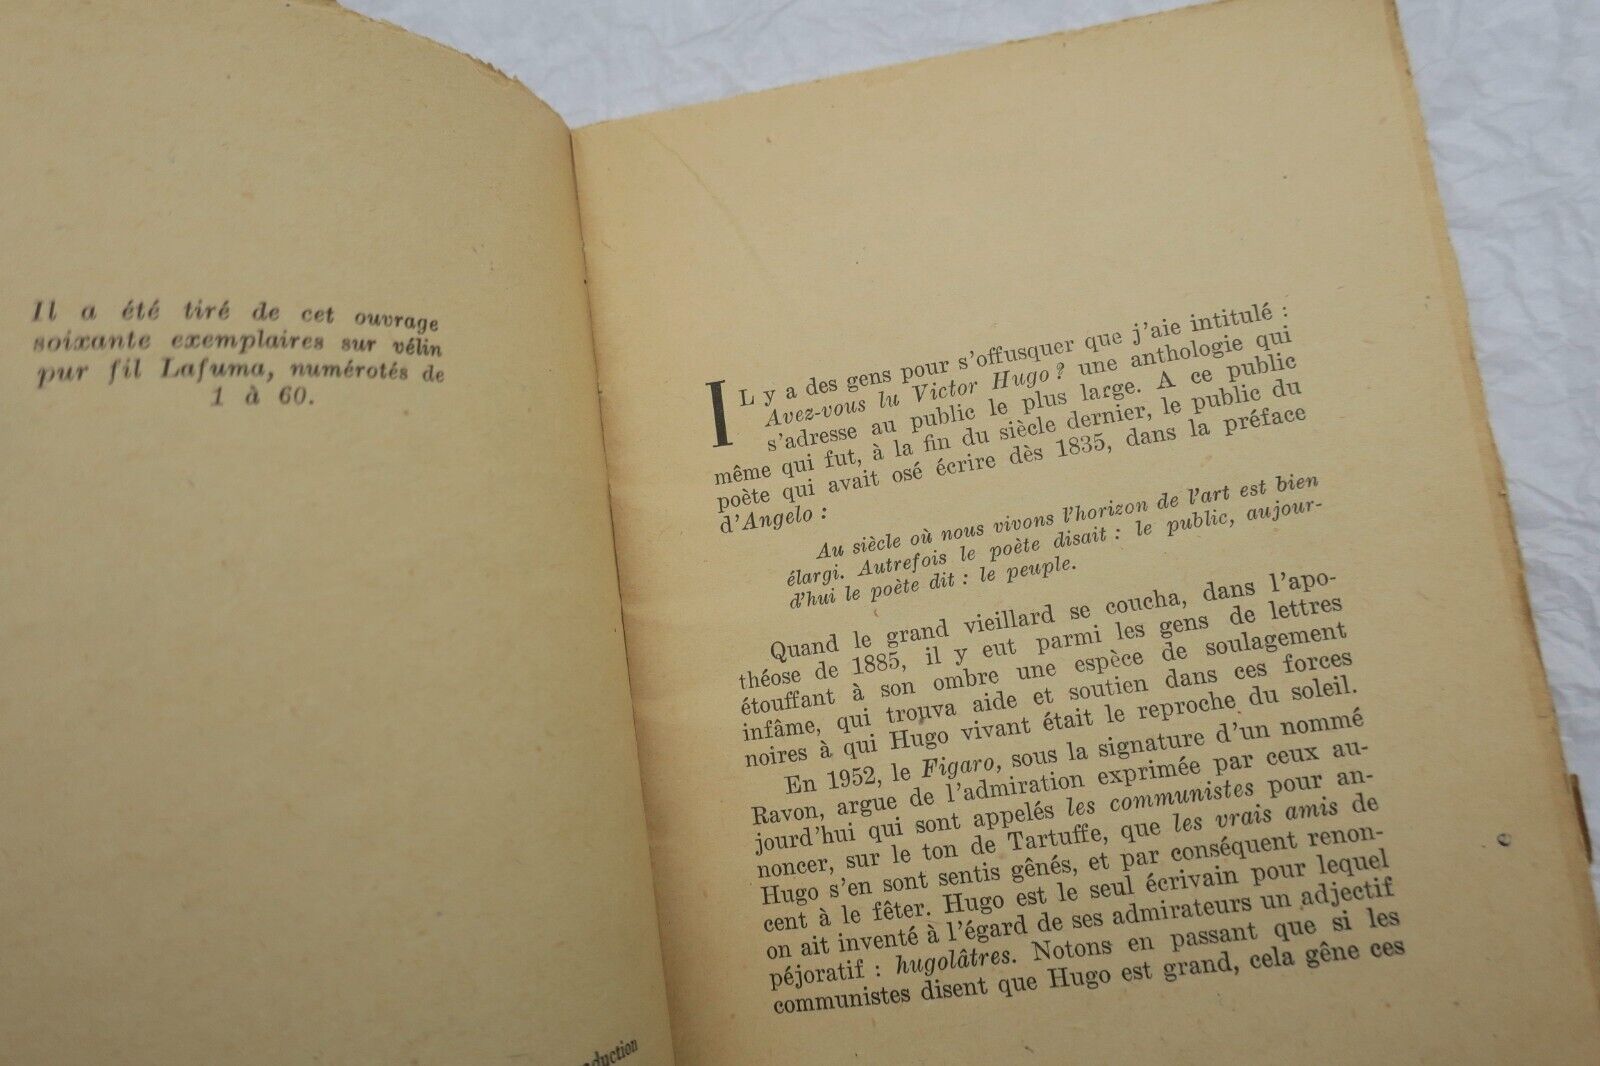 Il a été tiré de cet ouvrage
soixante exemplaires sur vélin
pur fil Lafuma, numérotés de
1 à 60.
IL y a des gens pour s'offusquer que j'aie intitulé :
Avez-vous lu Victor Hugo ? une anthologie qui
s'adresse au public le plus large. A ce public
même qui fut, à la fin du siècle dernier, le public du
poète qui avait osé écrire dès 1835, dans la préface
d'Angelo :
Au siècle où nous vivons l'horizon de l'art est bien
élargi. Autrefois le poète disait : le public, aujour-
d'hui le poète dit : le peuple.
Quand le grand vieillard se coucha, dans l'apo-
théose de 1885, il y eut parmi les gens de lettres
étouffant à son ombre une espèce de soulagement
infâme, qui trouva aide et soutien dans ces forces
noires à qui Hugo vivant était le reproche du soleil.
En 1952, le Figaro, sous la signature d'un nommé
Ravon, argue de l'admiration exprimée par ceux au-
jourd'hui qui sont appelés les communistes pour an-
noncer, sur le ton de Tartuffe, que les vrais amis de
Hugo s'en sont sentis gênés, et par conséquent renon-
cent à le fêter. Hugo est le seul écrivain pour lequel
on ait inventé à l'égard de ses admirateurs un adjectif
péjoratif : hugolâtres. Notons en passant que si les
communistes disent que Hugo est grand, cela gêne ces